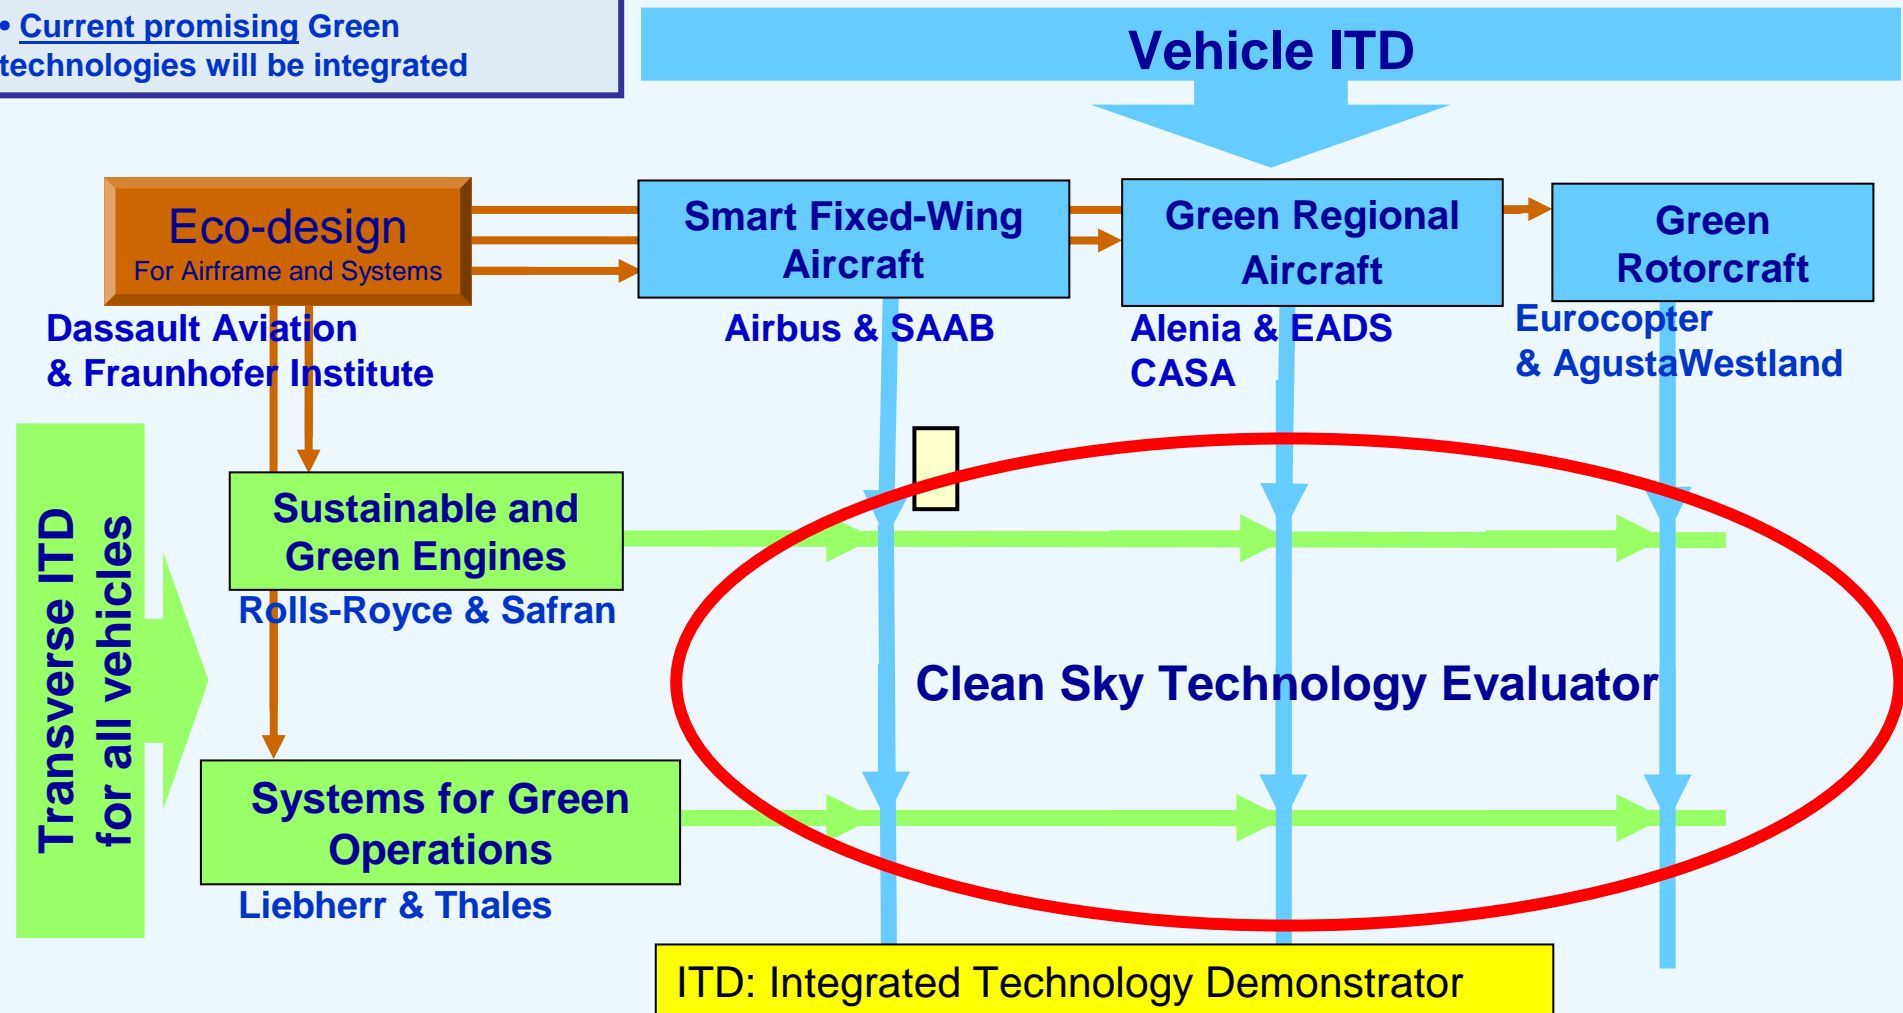 • Current promising Green
technologies will be integrated
Vehicle ITD
Eco-design
For Airframe and Systems
Smart Fixed-Wing
Aircraft
Green Regional
Aircraft
Green
Rotorcraft
Dassault Aviation
& Fraunhofer Institute
Airbus & SAAB
Alenia & EADS
CASA
Eurocopter
& AgustaWestland
Transverse ITD
for all vehicles
Sustainable and
Green Engines
Rolls-Royce & Safran
Clean Sky Technology Evaluator
Systems for Green
Operations
Liebherr & Thales
ITD: Integrated Technology Demonstrator